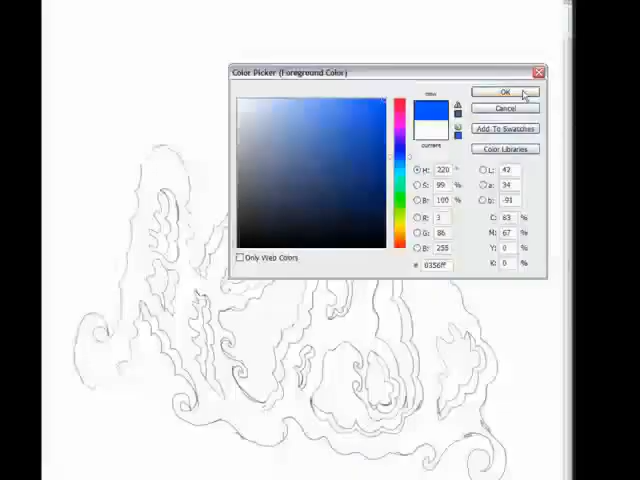 Color Picker (Foreground Color)
new
current
OK
Cancel
Add To Swatches
Color Libraries
H: 220 °
S: 99 %
B: 100 %
R: 3
G: 86
B: 255
# 0356ff
L: 42
a: 34
b: -91
C: 83 %
M: 67 %
Y: 0 %
K: 0 %
Only Web Colors